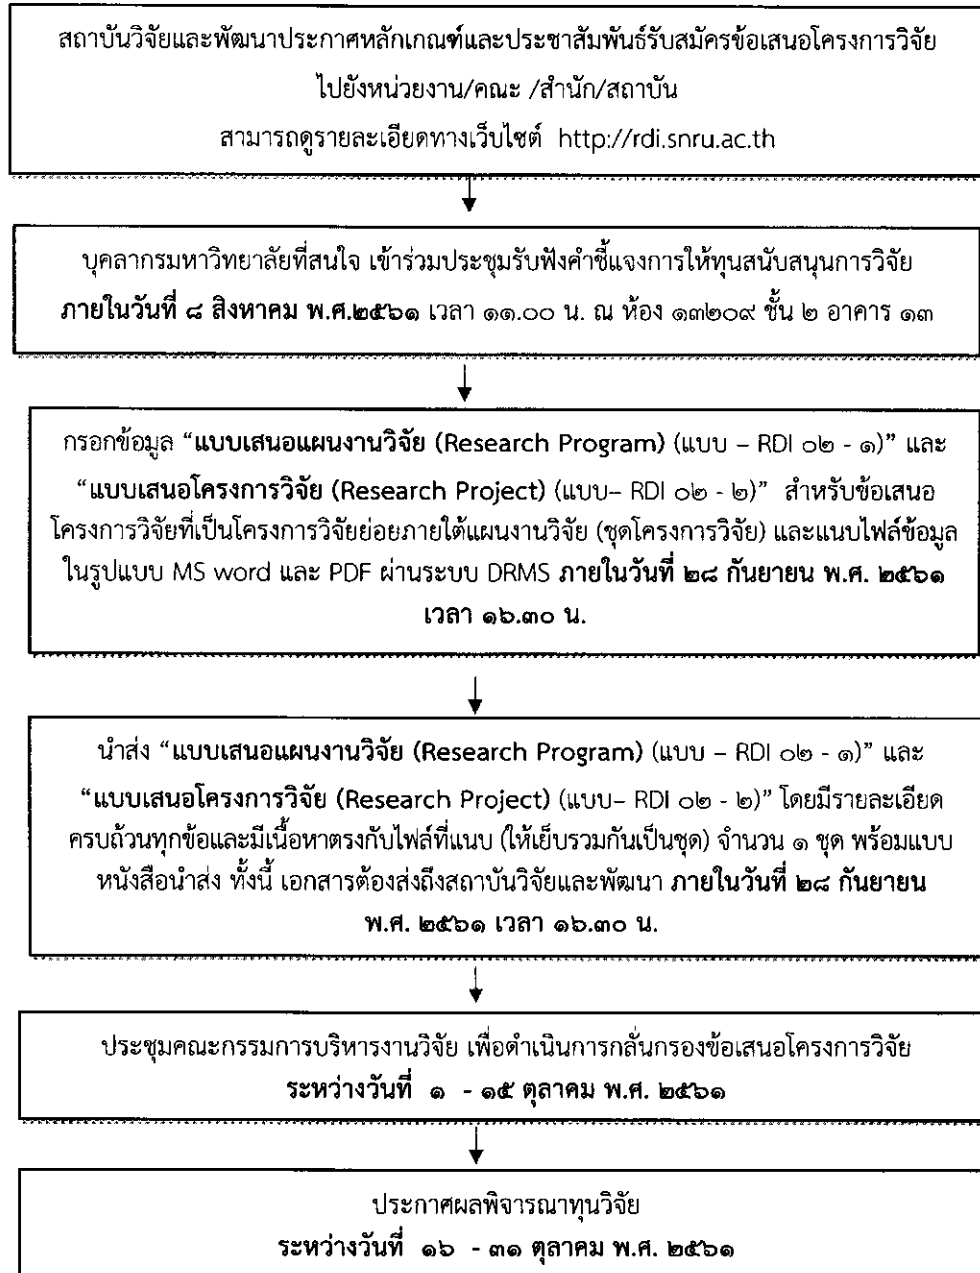 สถาบันวิจัยและพัฒนาประกาศหลักเกณฑ์และประชาสัมพันธ์รับสมัครข้อเสนอโครงการวิจัย
ไปยังหน่วยงาน/คณะ /สำนัก/สถาบัน
สามารถดูรายละเอียดทางเว็บไซต์ http://rdi.snru.ac.th
บุคลากรมหาวิทยาลัยที่สนใจ เข้าร่วมประชุมรับฟังคำชี้แจงการให้ทุนสนับสนุนการวิจัย
ภายในวันที่ ๘ สิงหาคม พ.ศ.๒๕๖๑ เวลา ๑๑.๐๐ น. ณ ห้อง ๑๓๒๐๙ ชั้น ๒ อาคาร ๑๓
กรอกข้อมูล “แบบเสนอแผนงานวิจัย (Research Program) (แบบ – RDI ๐๒ - ๑)” และ
“แบบเสนอโครงการวิจัย (Research Project) (แบบ– RDI ๐๒ - ๒)” สำหรับข้อเสนอ
โครงการวิจัยที่เป็นโครงการวิจัยย่อยภายใต้แผนงานวิจัย (ชุดโครงการวิจัย) และแนบไฟล์ข้อมูล
ในรูปแบบ MS word และ PDF ผ่านระบบ DRMS ภายในวันที่ ๒๘ กันยายน พ.ศ. ๒๕๖๑
เวลา ๑๖.๓๐ น.
นำส่ง “แบบเสนอแผนงานวิจัย (Research Program) (แบบ – RDI ๐๒ - ๑)” และ
“แบบเสนอโครงการวิจัย (Research Project) (แบบ– RDI ๐๒ - ๒)” โดยมีรายละเอียด
ครบถ้วนทุกข้อและมีเนื้อหาตรงกับไฟล์ที่แนบ (ให้เย็บรวมกันเป็นชุด) จำนวน ๑ ชุด พร้อมแบบ
หนังสือนำส่ง ทั้งนี้ เอกสารต้องส่งถึงสถาบันวิจัยและพัฒนา ภายในวันที่ ๒๘ กันยายน
พ.ศ. ๒๕๖๑ เวลา ๑๖.๓๐ น.
ประชุมคณะกรรมการบริหารงานวิจัย เพื่อดำเนินการกลั่นกรองข้อเสนอโครงการวิจัย
ระหว่างวันที่ ๑ - ๑๕ ตุลาคม พ.ศ. ๒๕๖๑
ประกาศผลพิจารณาทุนวิจัย
ระหว่างวันที่ ๑๖ - ๓๑ ตุลาคม พ.ศ. ๒๕๖๑